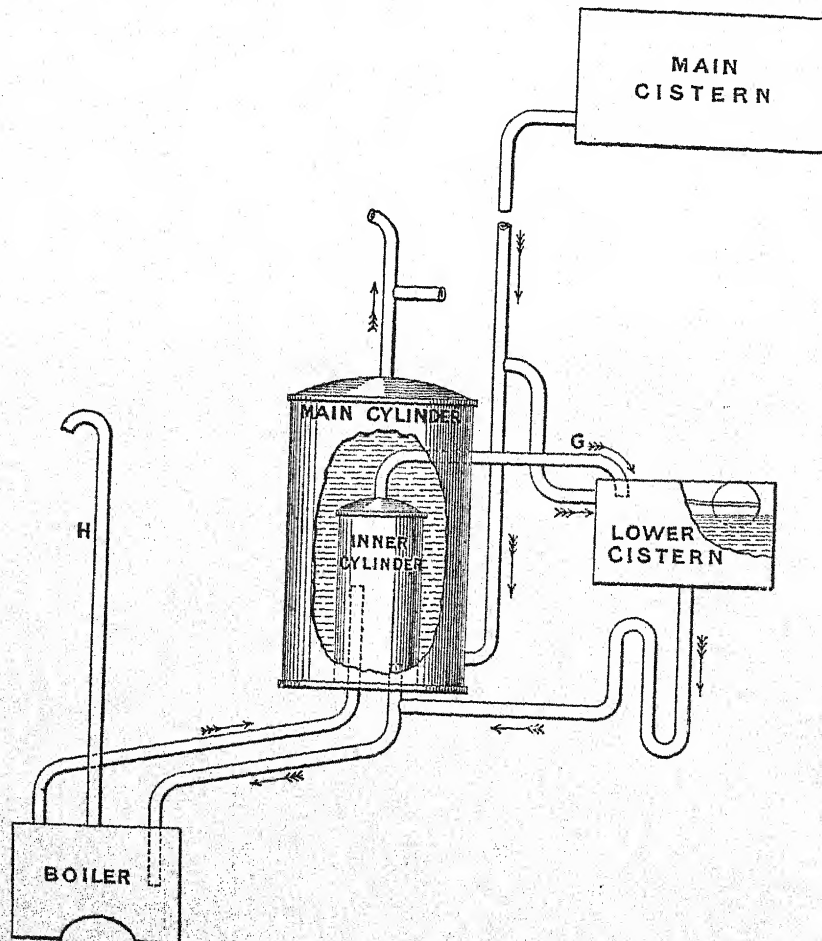 MAIN
CISTERN
MAIN CYLINDER
G
H
INNER
CYLINDER
LOWER
CISTERN
BOILER